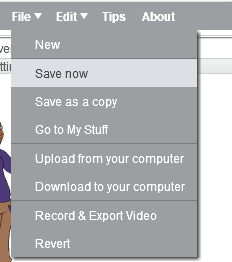 File Edit Tips About
New
Save now
Save as a copy
Go to My Stuff
Upload from your computer
Download to your computer
Record & Export Video
Revert